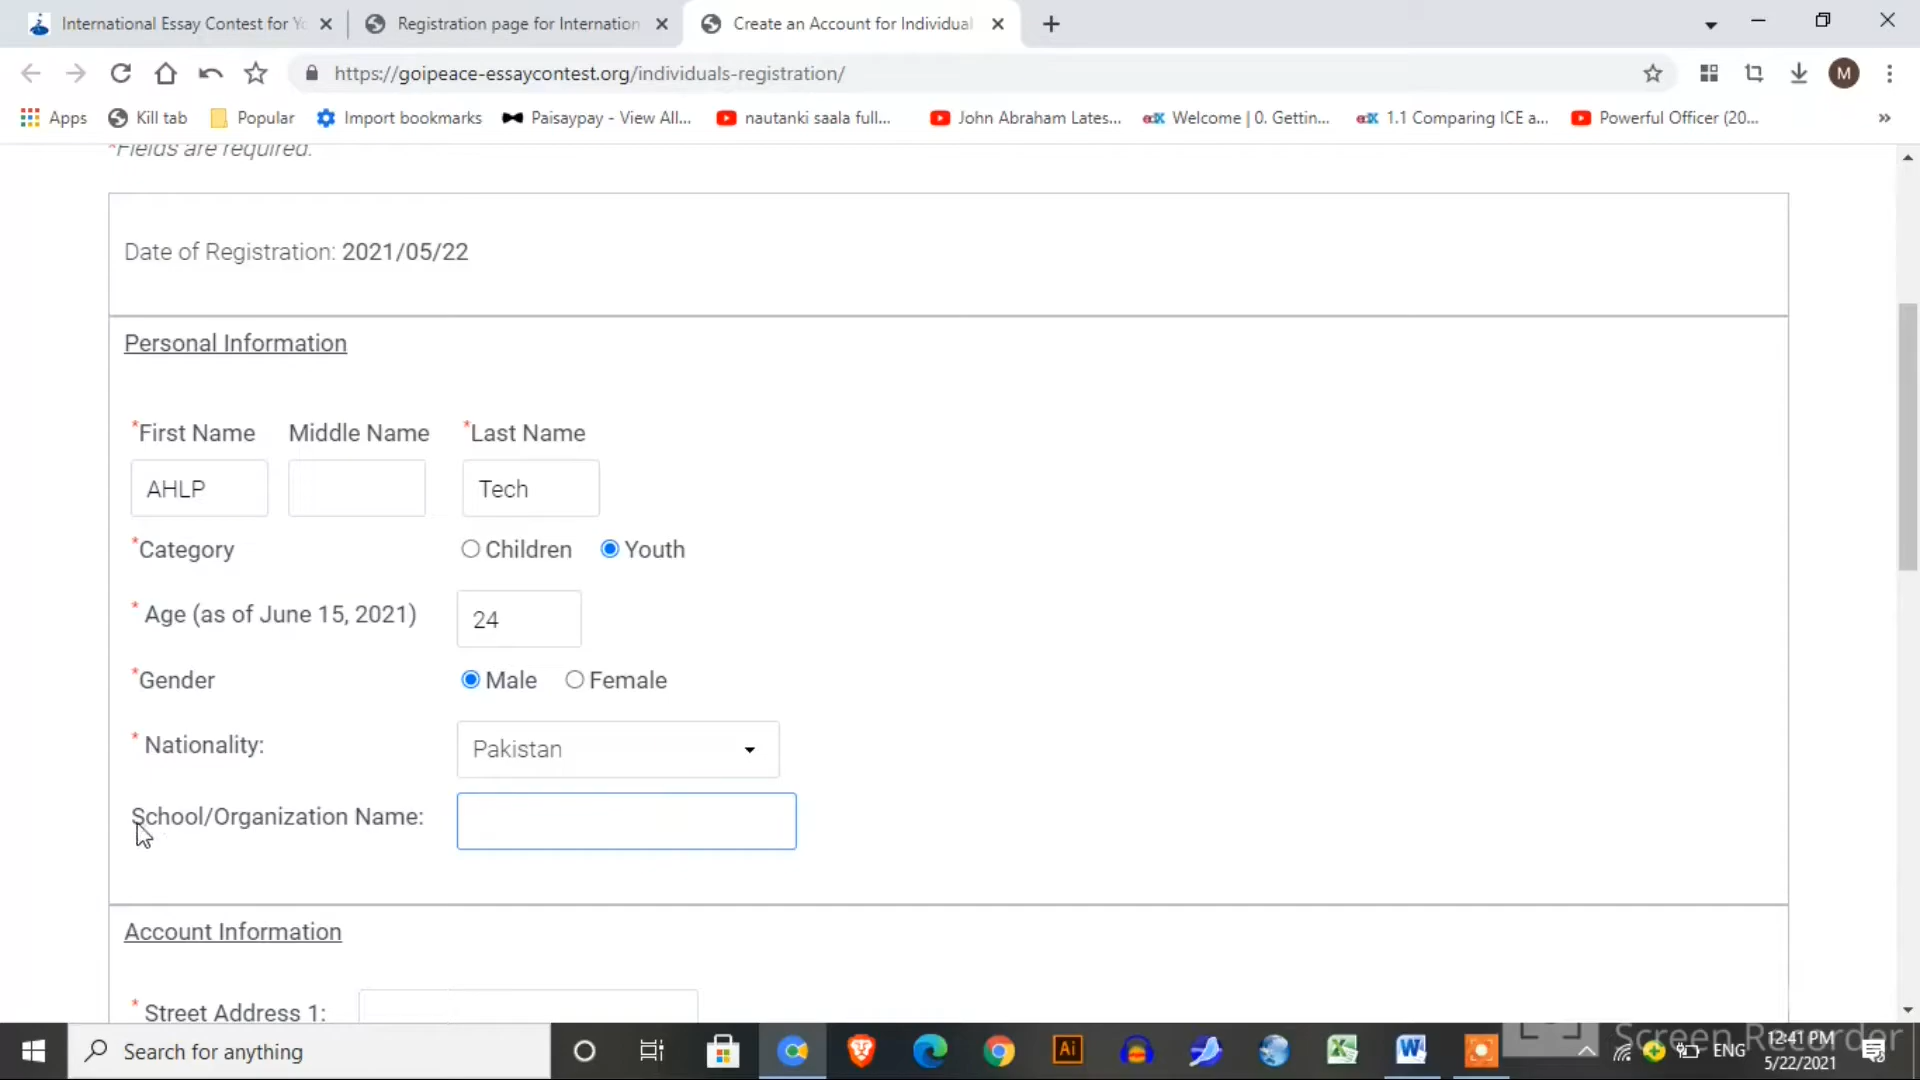 International Essay Contest for Yo
Registration page for Internation
Create an Account for Individual
https://goipeace-essaycontest.org/individuals-registration/
M
Apps
Kill tab
Popular
Import bookmarks
Paisaypay - View All...
nautanki saala full...
John Abraham Lates...
edX
Welcome | 0. Gettin...
edX
1.1 Comparing ICE a...
Powerful Officer (20...
»
*Fields are required.
Date of Registration: 2021/05/22
Personal Information
*First Name
Middle Name
*Last Name
AHLP
Tech
*Category
Children
Youth
* Age (as of June 15, 2021)
24
*Gender
Male
Female
* Nationality:
Pakistan
School/Organization Name:
Account Information
* Street Address 1:
Search for anything
Ai
ENG
12:41 PM
5/22/2021
Screen Recorder